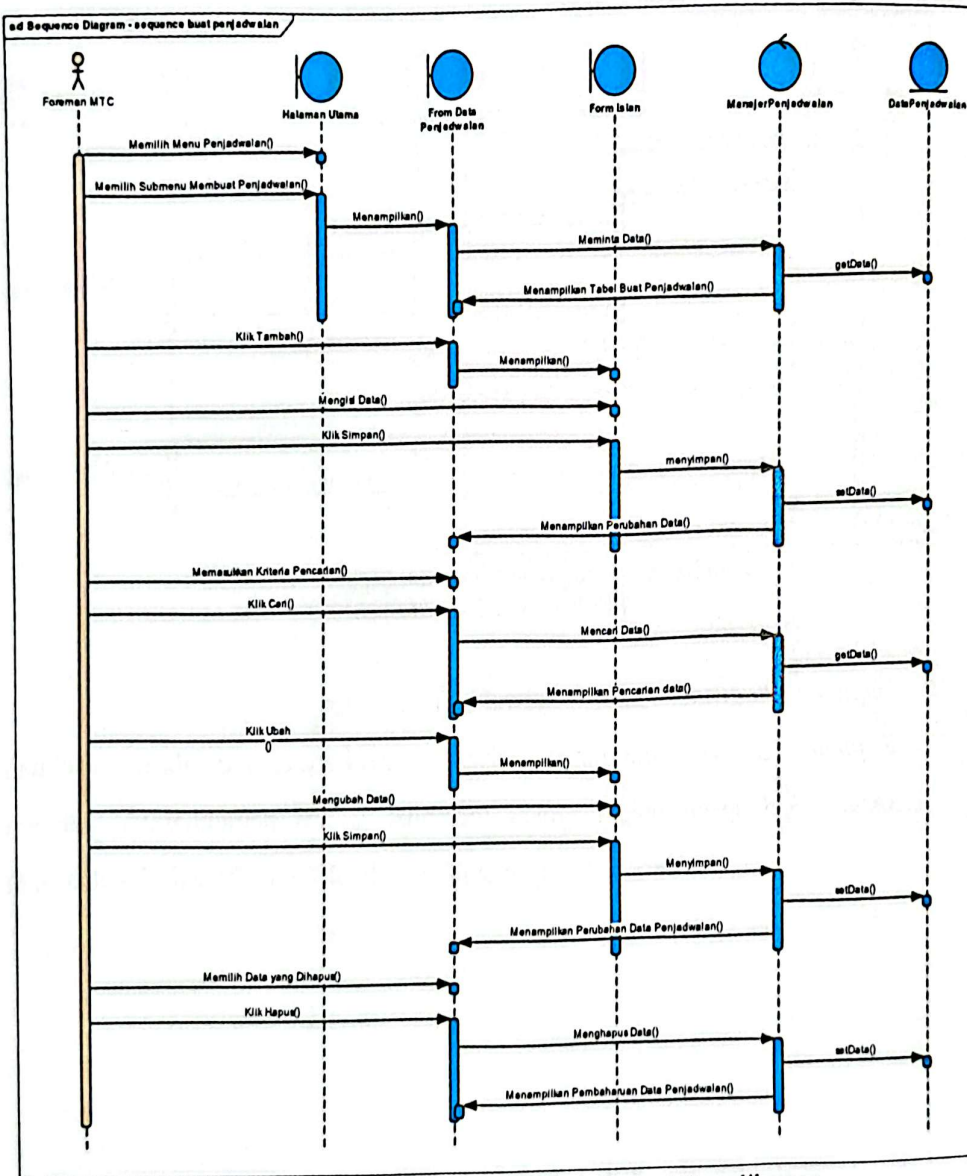 sd Sequence Diagram - sequence buat penjadwalan
Foreman MTC
Halaman Utama
From Data
Penjadwalan
Form Isian
ManajerPenjadwalan
DataPenjadwalan
Memilih Menu Penjadwalan()
Memilih Submenu Membuat Penjadwalan()
Menampilkan()
Meminta Data()
getData()
Menampilkan Tabel Buat Penjadwalan()
Klik Tambah()
Menampilkan()
Mengisi Data()
Klik Simpan()
menyimpan()
setData()
Menampilkan Perubahan Data()
Memasukkan Kriteria Pencarian()
Klik Cari()
Mencari Data()
getData()
Menampilkan Pencarian data()
Klik Ubah
()
Menampilkan()
Mengubah Data()
Klik Simpan()
Menyimpan()
setData()
Menampilkan Perubahan Data Penjadwalan()
Memilih Data yang Dihapus()
Klik Hapus()
Menghapus Data()
setData()
Menampilkan Pembaharuan Data Penjadwalan()